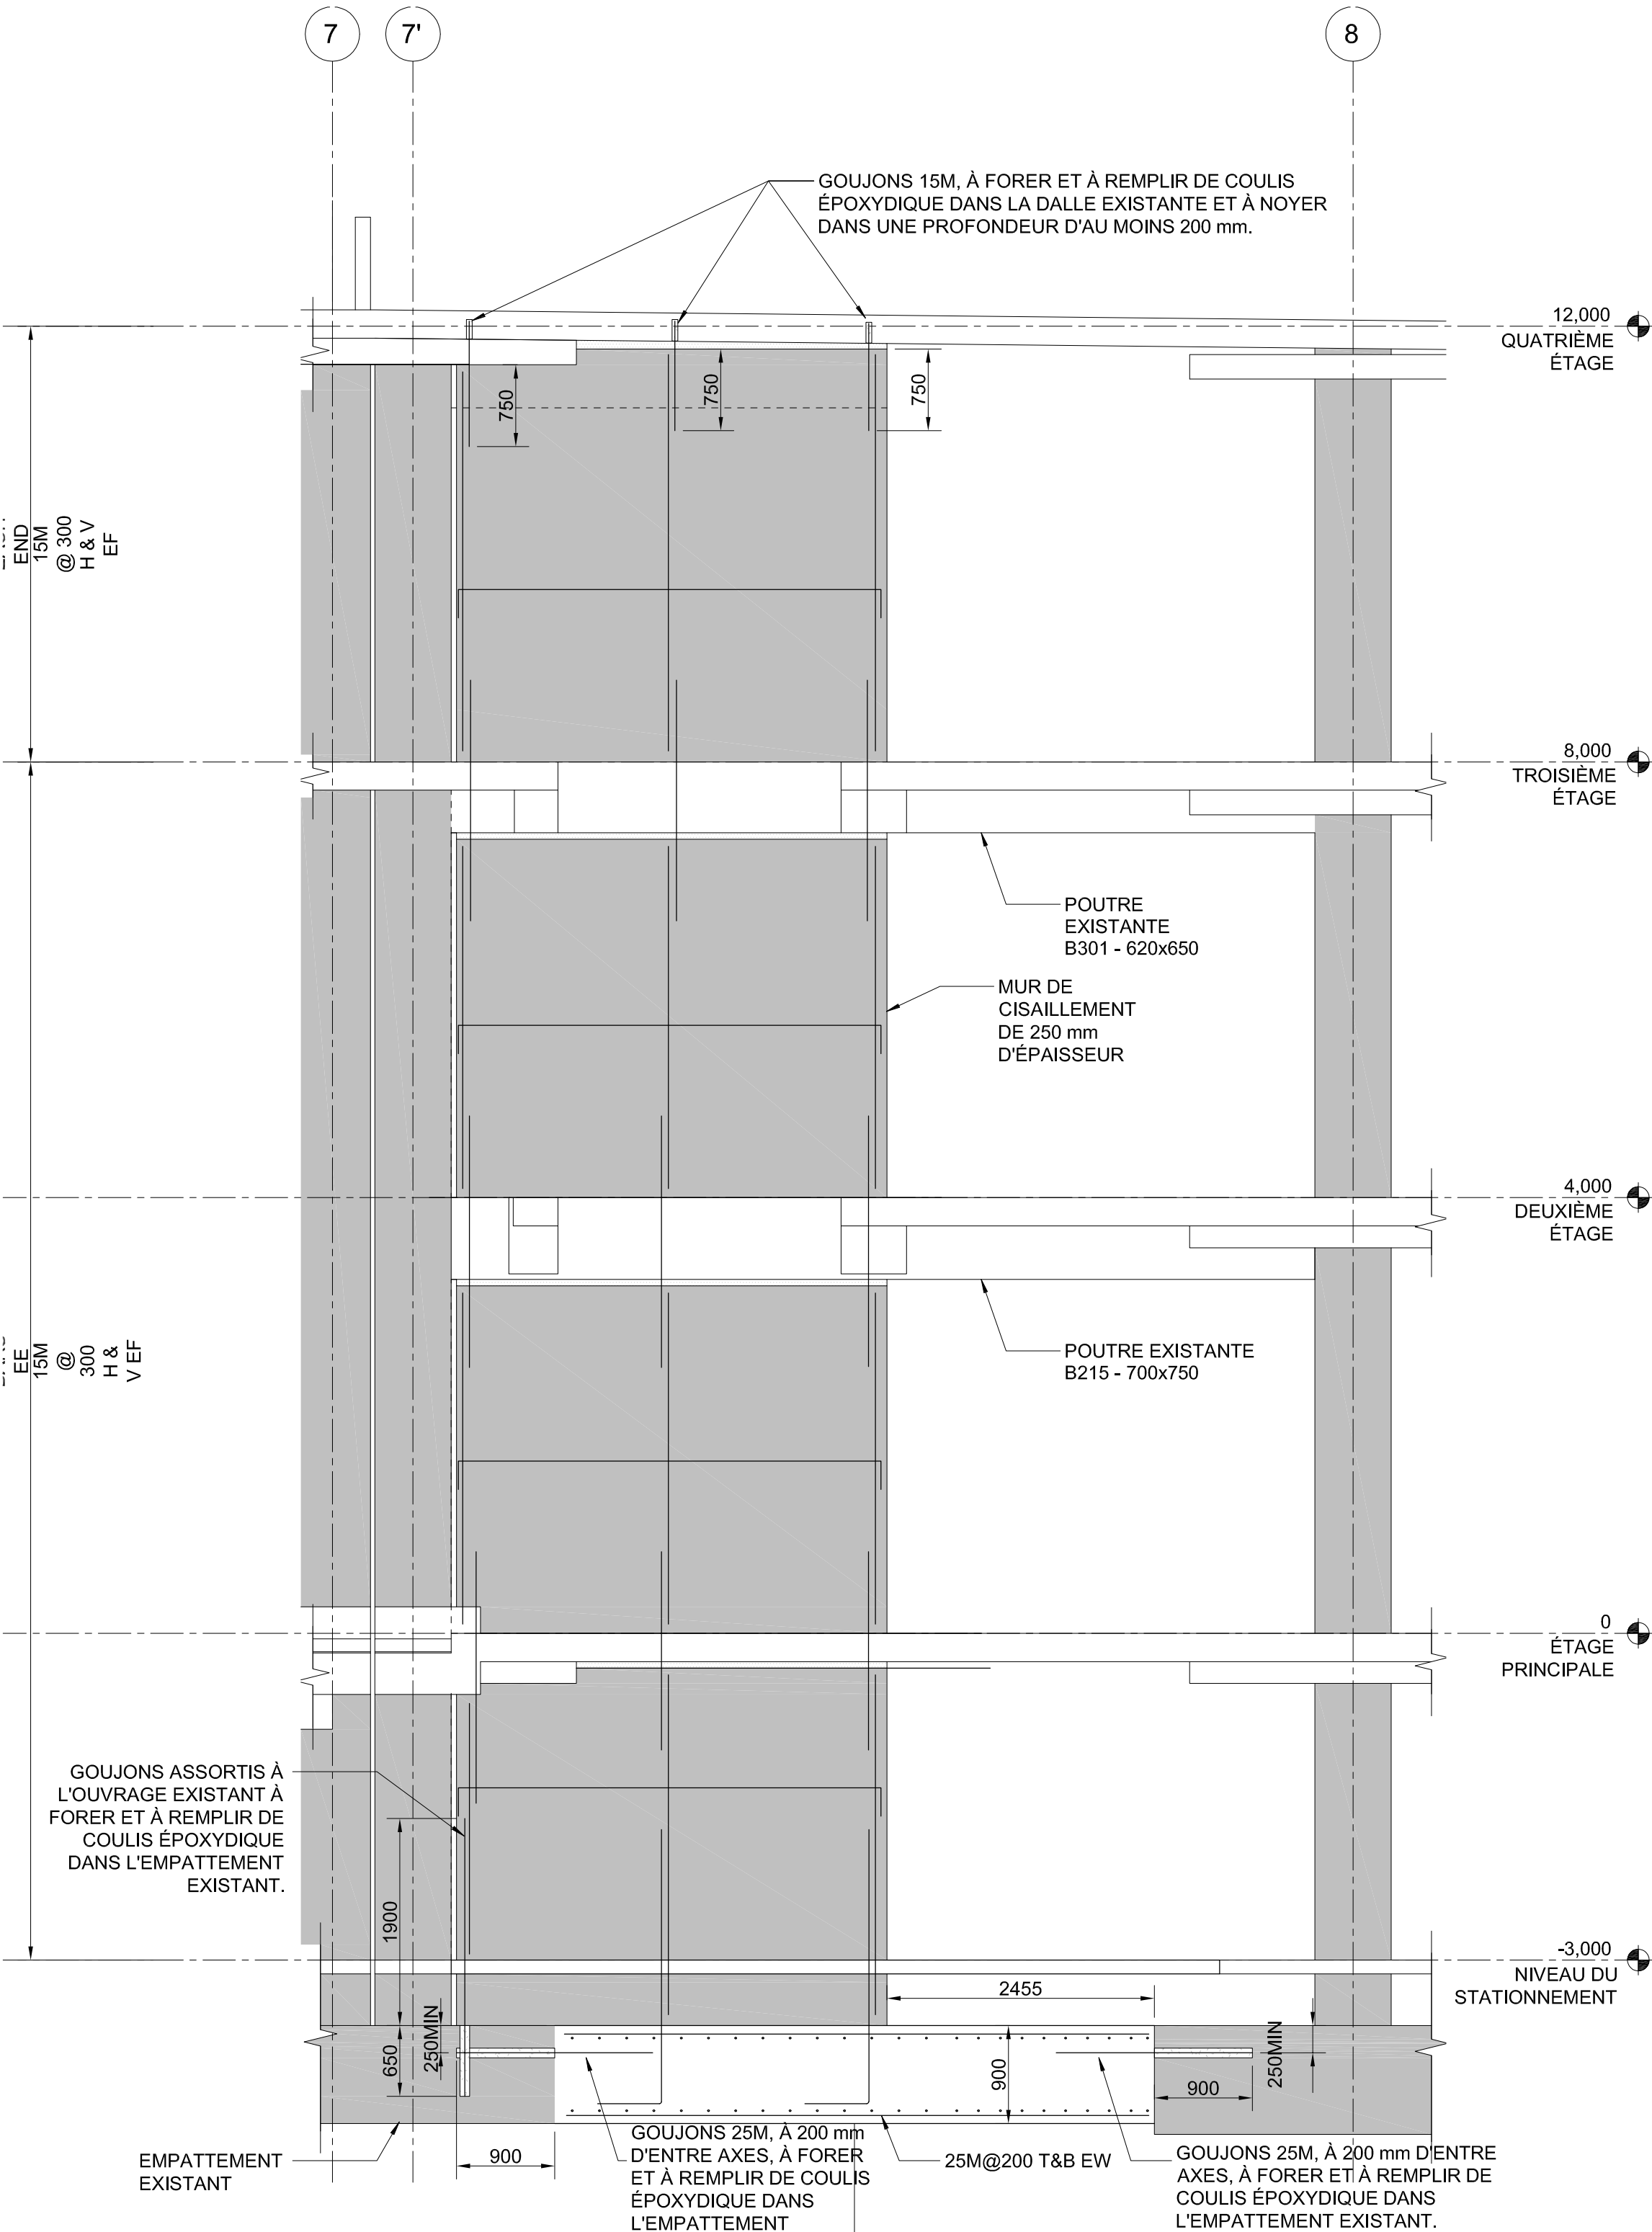 7
7'
8
GOUJONS 15M, À FORER ET À REMPLIR DE COULIS
ÉPOXYDIQUE DANS LA DALLE EXISTANTE ET À NOYER
DANS UNE PROFONDEUR D'AU MOINS 200 mm.
12,000
QUATRIÈME
ÉTAGE
750
750
750
END
15M
@ 300
H & V
EF
8,000
TROISIÈME
ÉTAGE
POUTRE
EXISTANTE
B301 - 620x650
MUR DE
CISAILLEMENT
DE 250 mm
D'ÉPAISSEUR
4,000
DEUXIÈME
ÉTAGE
EE
15M
@
300
H &
V EF
POUTRE EXISTANTE
B215 - 700x750
0
ÉTAGE
PRINCIPALE
GOUJONS ASSORTIS À
L'OUVRAGE EXISTANT À
FORER ET À REMPLIR DE
COULIS ÉPOXYDIQUE
DANS L'EMPATTEMENT
EXISTANT.
1900
-3,000
NIVEAU DU
STATIONNEMENT
2455
650
250MIN
900
250MIN
900
EMPATTEMENT
EXISTANT
900
GOUJONS 25M, À 200 mm
D'ENTRE AXES, À FORER
ET À REMPLIR DE COULIS
ÉPOXYDIQUE DANS
L'EMPATTEMENT
25M@200 T&B EW
GOUJONS 25M, À 200 mm D'ENTRE
AXES, À FORER ET À REMPLIR DE
COULIS ÉPOXYDIQUE DANS
L'EMPATTEMENT EXISTANT.